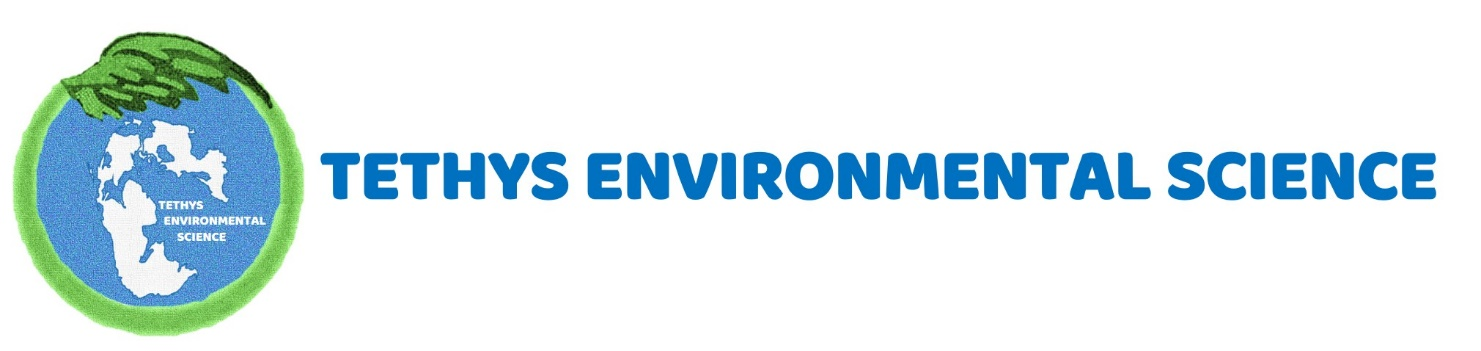 TETHYS
ENVIRONMENTAL
SCIENCE
TETHYS ENVIRONMENTAL SCIENCE